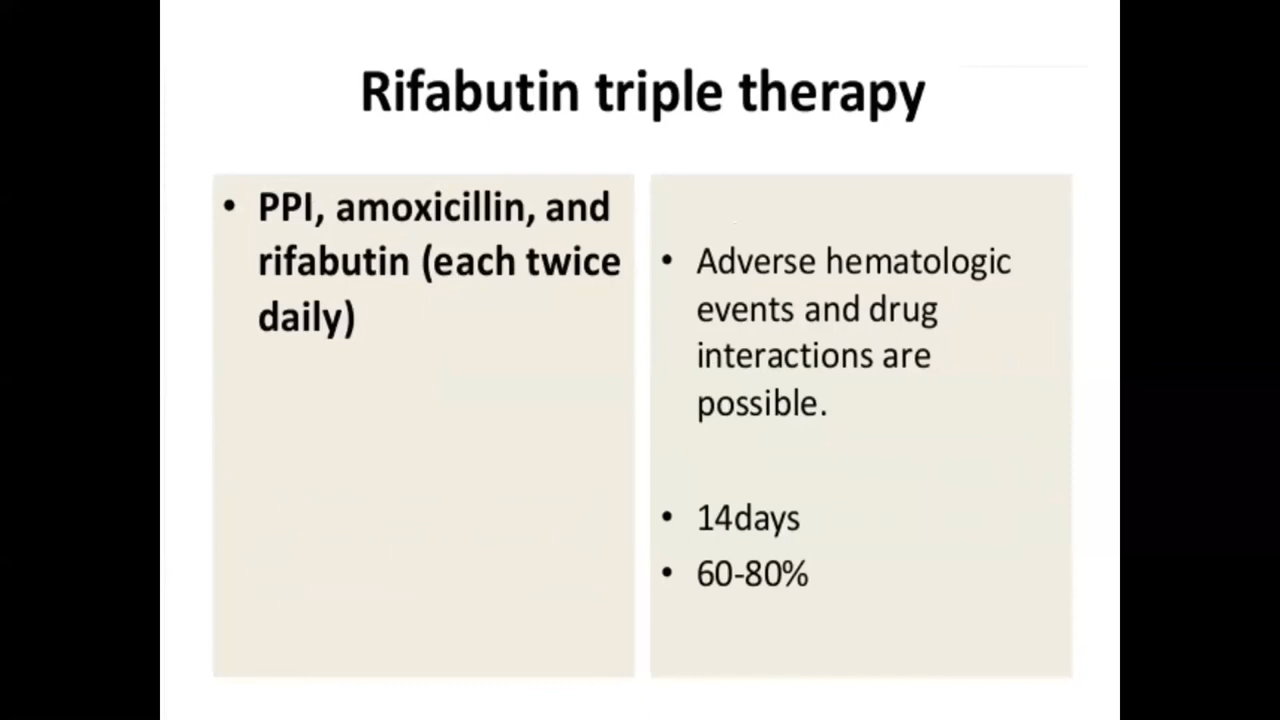 Rifabutin triple therapy
• PPI, amoxicillin, and
rifabutin (each twice
daily)
• Adverse hematologic
events and drug
interactions are
possible.
• 14days
• 60-80%